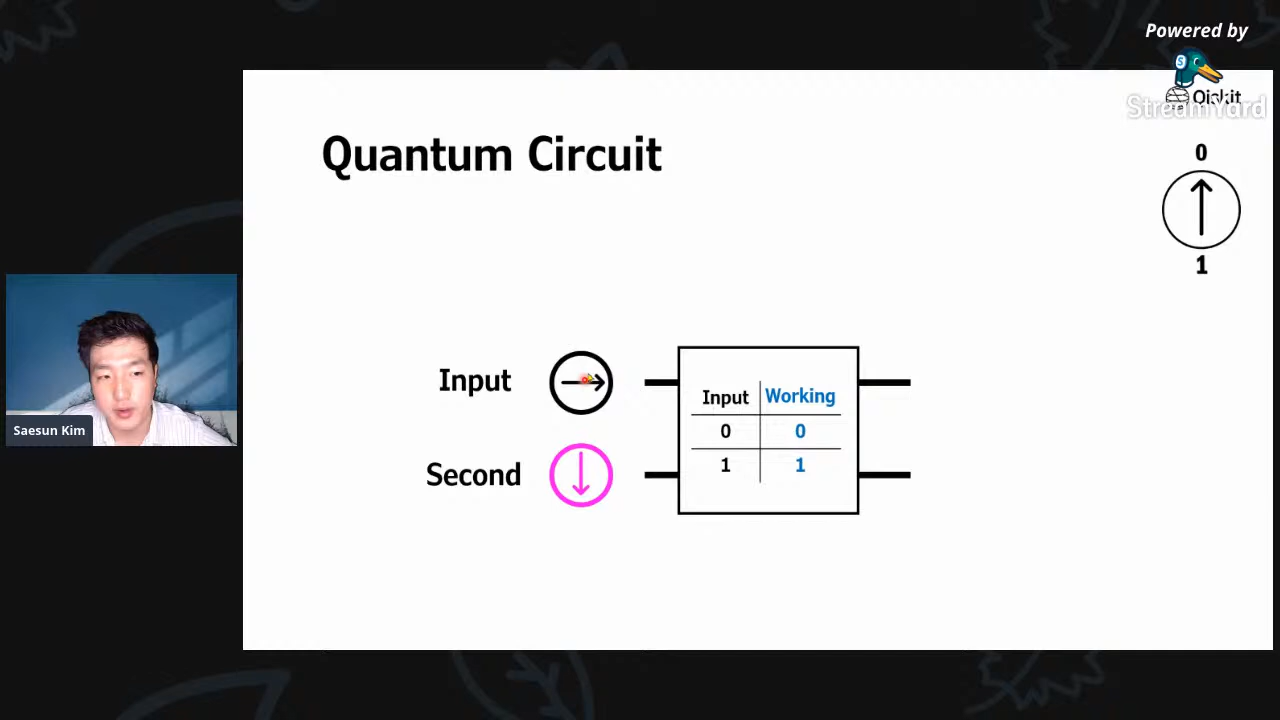 Powered by
StreamYard
Qiskit
Quantum Circuit
0
1
Input
Second
Input Working
0 0
1 1
Saesun Kim